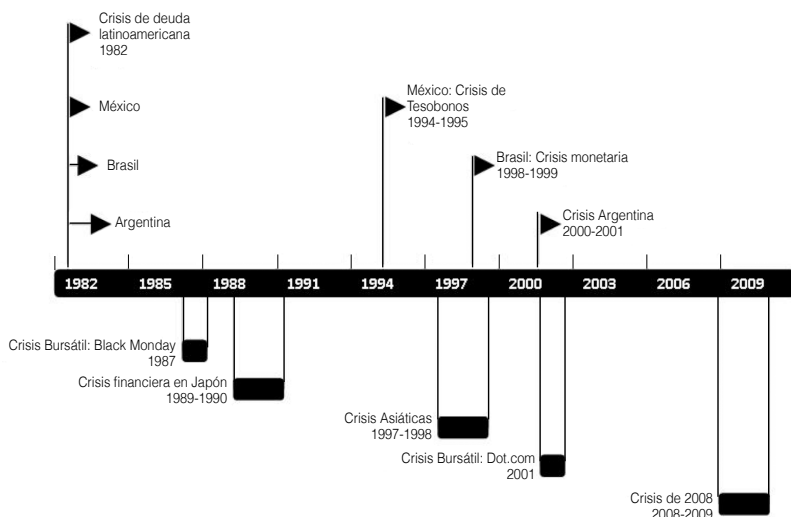 Crisis de deuda
latinoamericana
1982
México
Brasil
Argentina
México: Crisis de
Tesobonos
1994-1995
Brasil: Crisis monetaria
1998-1999
Crisis Argentina
2000-2001
1982 1985 1988 1991 1994 1997 2000 2003 2006 2009
Crisis Bursátil: Black Monday
1987
Crisis financiera en Japón
1989-1990
Crisis Asiáticas
1997-1998
Crisis Bursátil: Dot.com
2001
Crisis de 2008
2008-2009